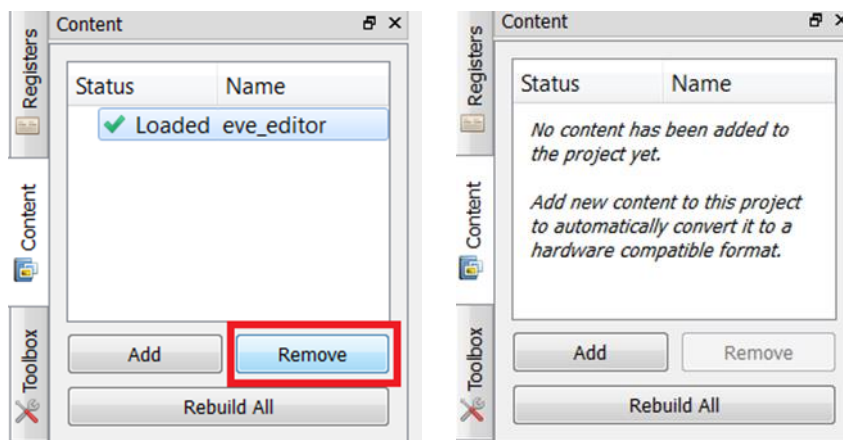 Content
Registers
Content
Toolbox
Status Name
Loaded eve_editor
Add Remove
Rebuild All
Content
Registers
Content
Toolbox
Status Name
No content has been added to
the project yet.
Add new content to this project
to automatically convert it to a
hardware compatible format.
Add Remove
Rebuild All